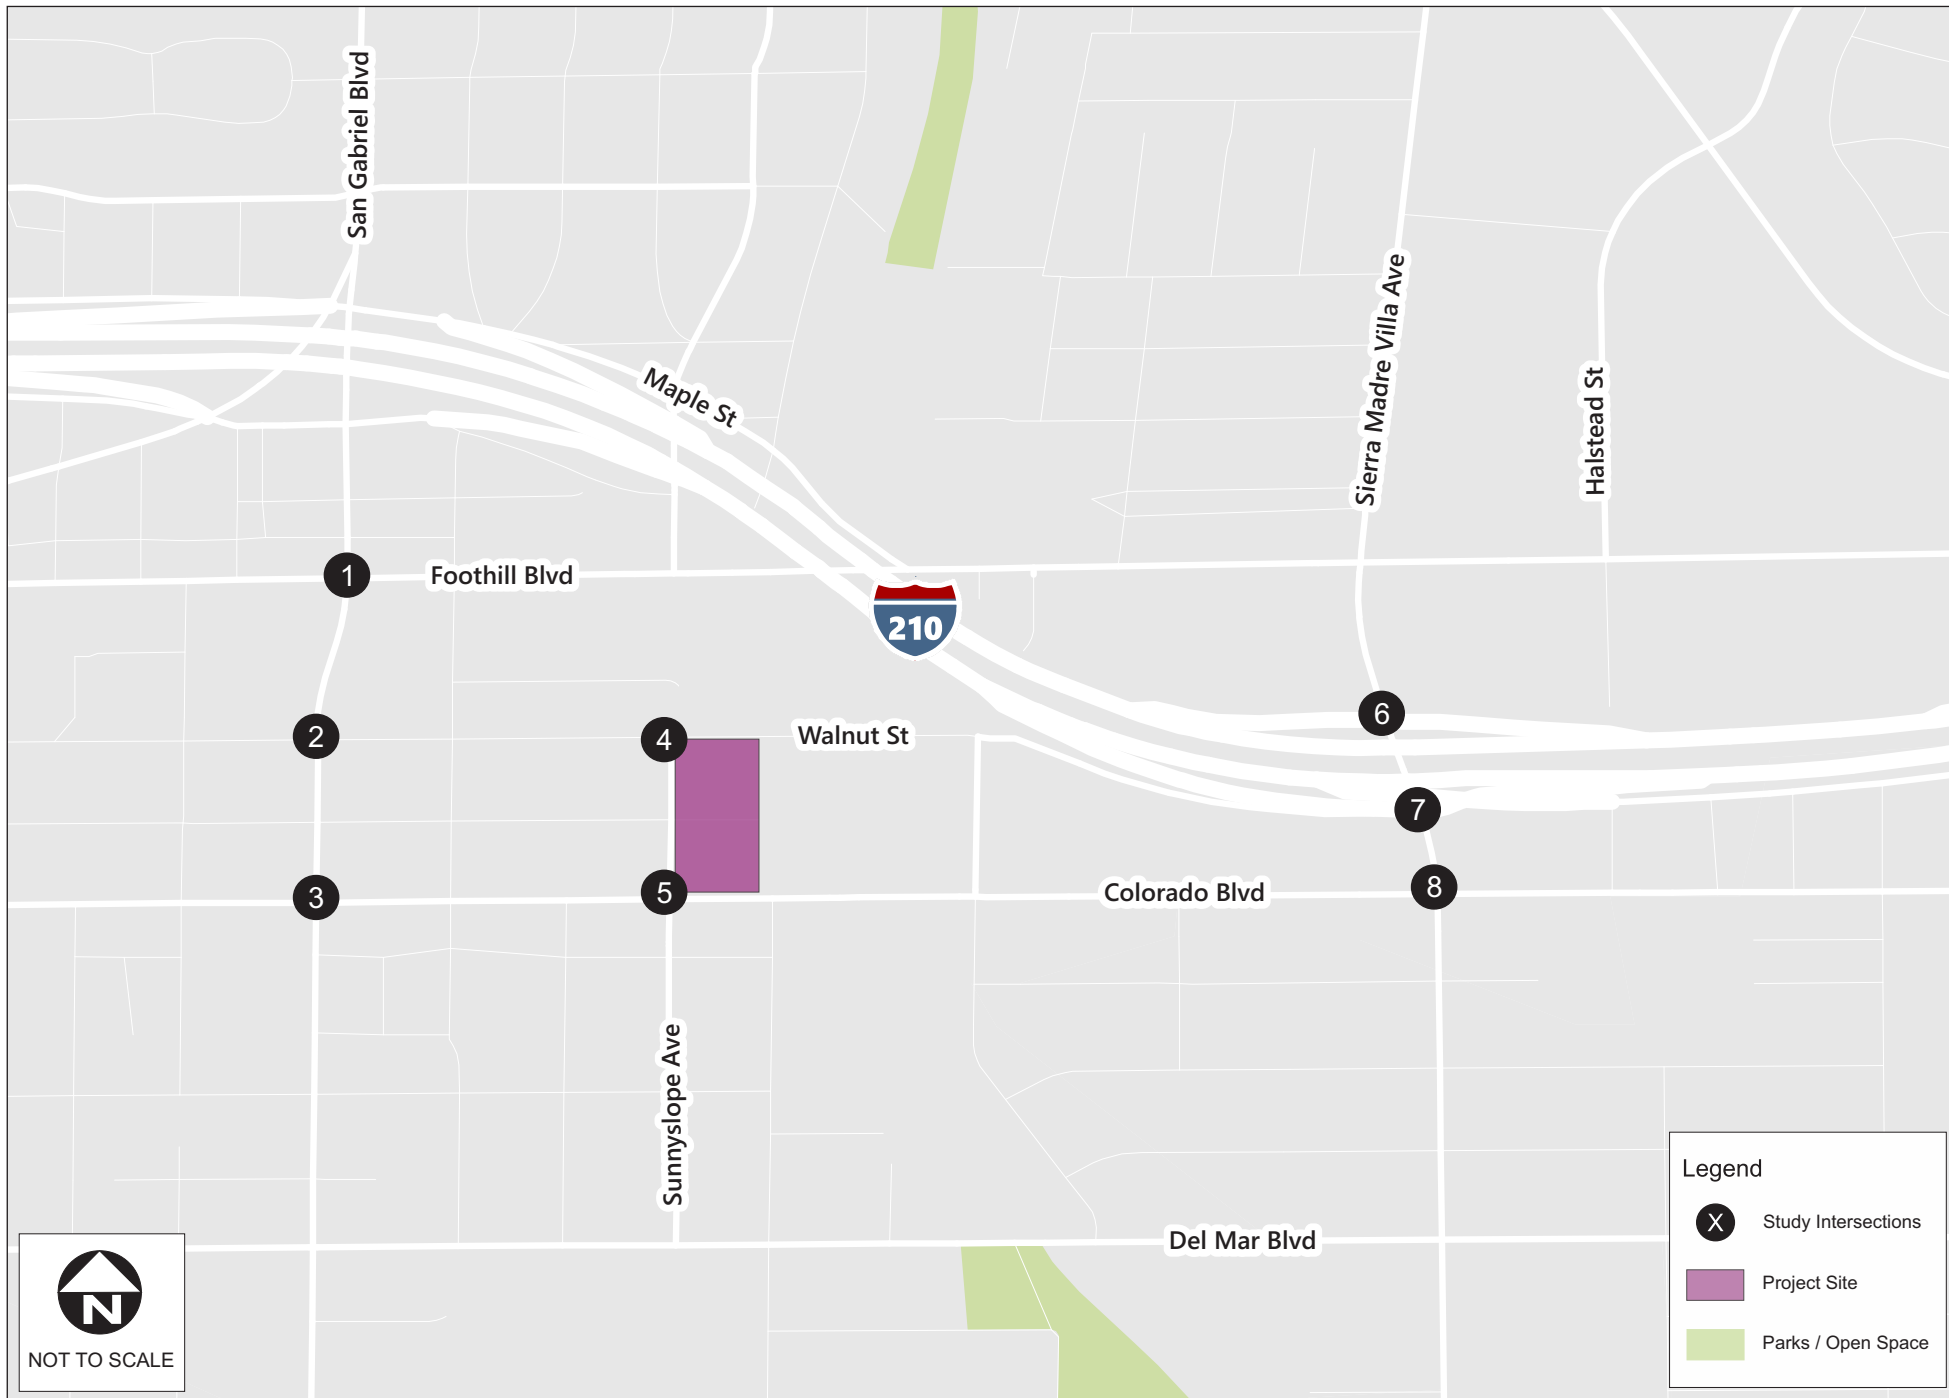 San Gabriel Blvd
Maple St
Sierra Madre Villa Ave
Halstead St
1
Foothill Blvd
210
2
4
Walnut St
6
7
3
5
Colorado Blvd
8
Sunnyslope Ave
Del Mar Blvd
N
NOT TO SCALE
Legend
X Study Intersections
Project Site
Parks / Open Space